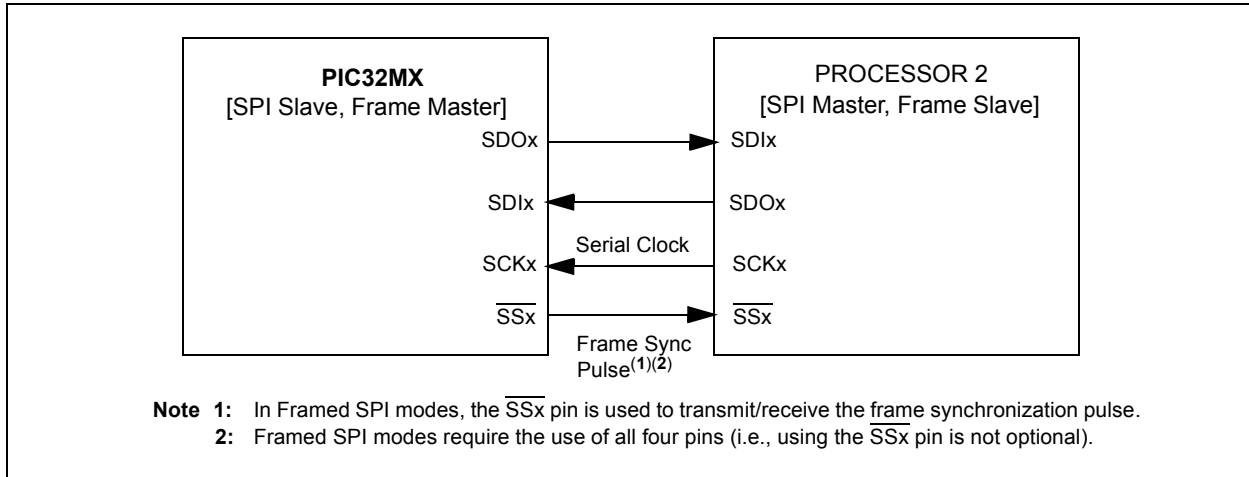 PIC32MX
[SPI Slave, Frame Master]
PROCESSOR 2
[SPI Master, Frame Slave]
SDOx
SDIx
SDIx
SDOx
Serial Clock
SCKx
SCKx
SSx
SSx
Frame Sync
Pulse(1)(2)
Note 1: In Framed SPI modes, the SSx pin is used to transmit/receive the frame synchronization pulse.
2: Framed SPI modes require the use of all four pins (i.e., using the SSx pin is not optional).